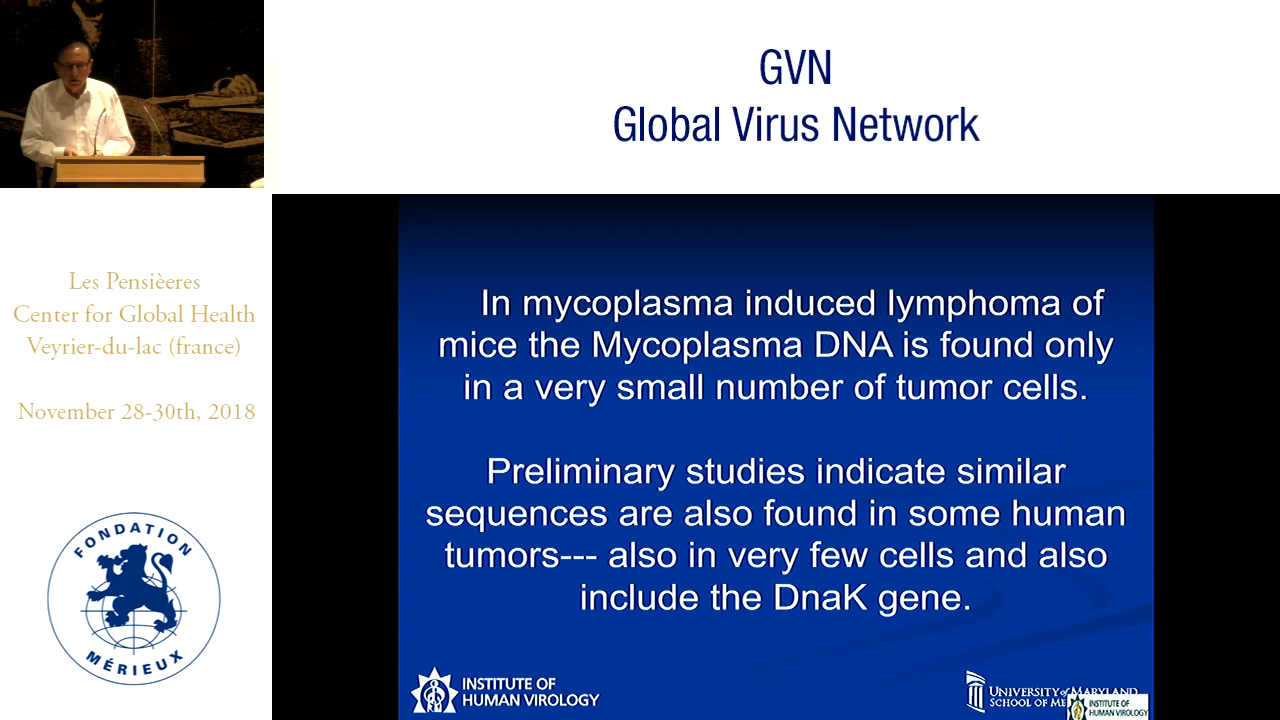 GVN
Global Virus Network
Les Pensièeres
Center for Global Health
Veyrier-du-lac (france)
November 28-30th, 2018
FONDATION
MÉRIEUX
In mycoplasma induced lymphoma of
mice the Mycoplasma DNA is found only
in a very small number of tumor cells.
Preliminary studies indicate similar
sequences are also found in some human
tumors--- also in very few cells and also
include the DnaK gene.
INSTITUTE OF
HUMAN VIROLOGY
UNIVERSITY of MARYLAND
SCHOOL OF
INSTITUTE OF
HUMAN VIROLOGY